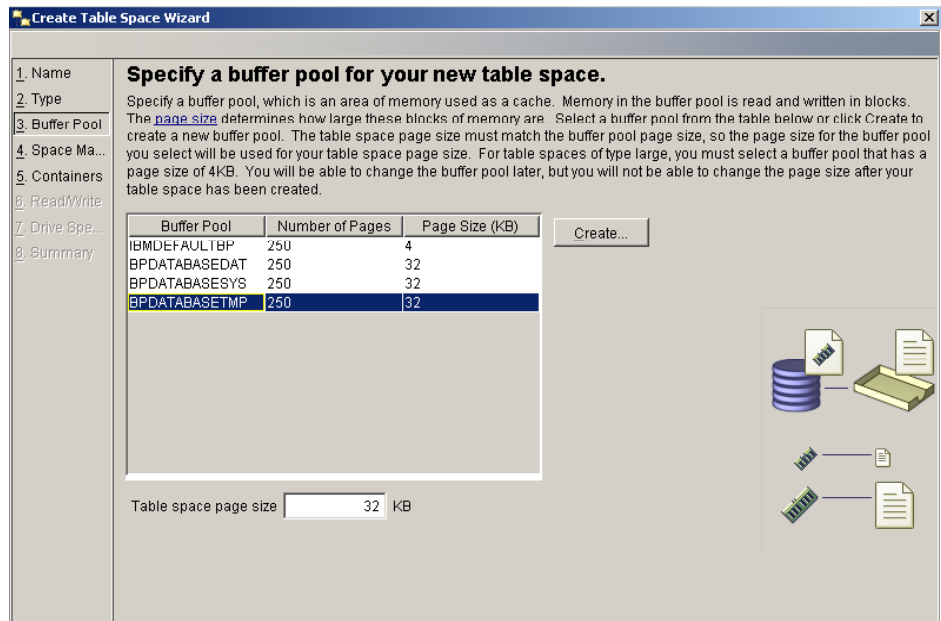 Create Table Space Wizard
1. Name
2. Type
3. Buffer Pool
4. Space Ma...
5. Containers
6. Read/Write
7. Drive Spe...
8. Summary
Specify a buffer pool for your new table space.
Specify a buffer pool, which is an area of memory used as a cache. Memory in the buffer pool is read and written in blocks.
The page size determines how large these blocks of memory are. Select a buffer pool from the table below or click Create to
create a new buffer pool. The table space page size must match the buffer pool page size, so the page size for the buffer pool
you select will be used for your table space page size. For table spaces of type large, you must select a buffer pool that has a
page size of 4KB. You will be able to change the buffer pool later, but you will not be able to change the page size after your
table space has been created.
Buffer Pool Number of Pages Page Size (KB)
IBMDEFAULTBP 250 4
BPDATABASEDAT 250 32
BPDATABASESYS 250 32
BPDATABASETMP 250 32
Create...
Table space page size 32 KB